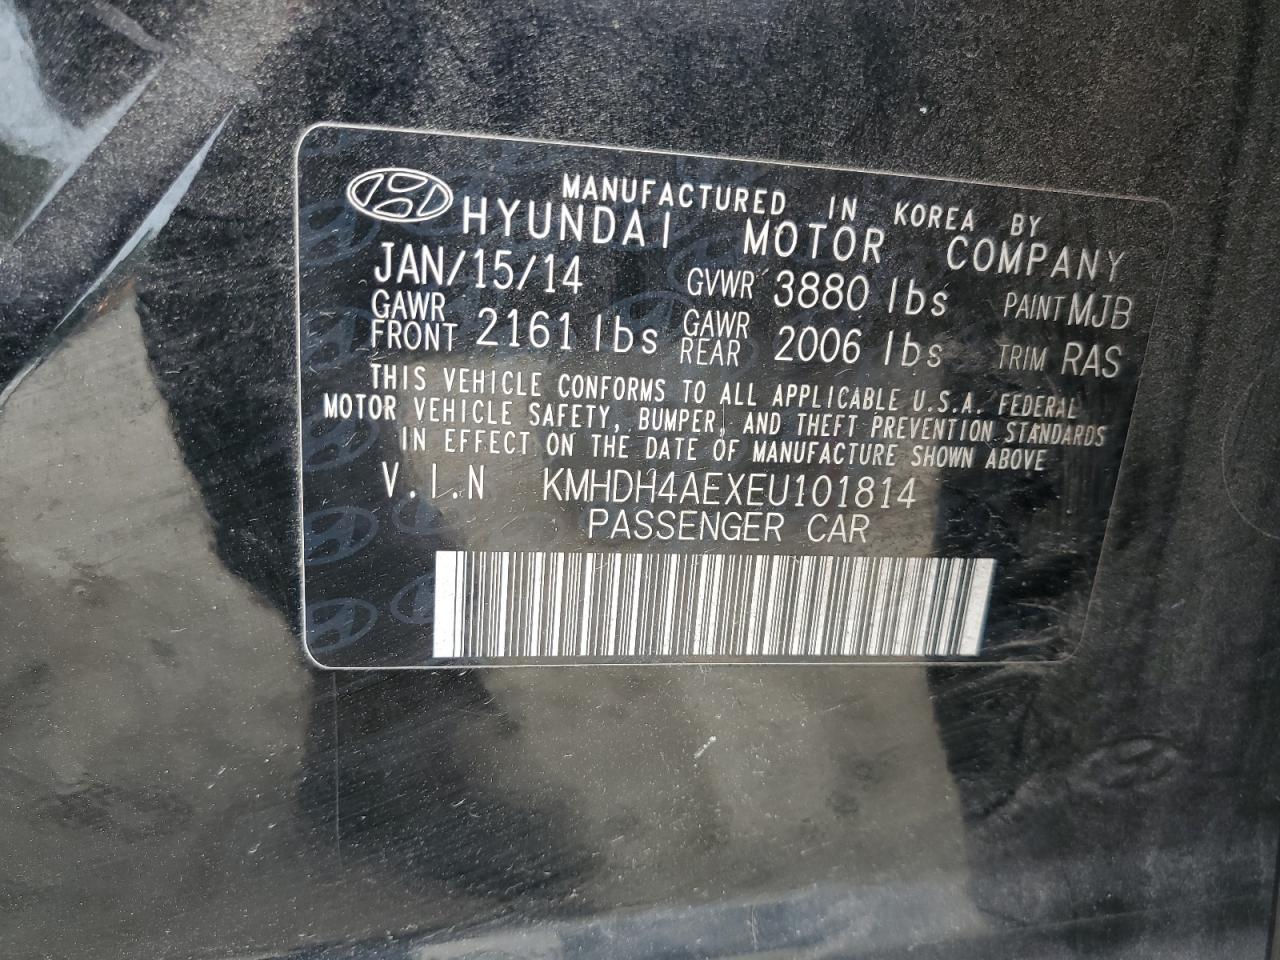 MANUFACTURED IN KOREA BY
HYUNDAI MOTOR COMPANY
JAN/15/14 GVWR 3880 lbs PAINT MJB
GAWR FRONT 2161 lbs GAWR REAR 2006 lbs TRIM RAS
THIS VEHICLE CONFORMS TO ALL APPLICABLE U.S.A. FEDERAL
MOTOR VEHICLE SAFETY, BUMPER, AND THEFT PREVENTION STANDARDS
IN EFFECT ON THE DATE OF MANUFACTURE SHOWN ABOVE
V.I.N KMHDH4AEXEU101814
PASSENGER CAR